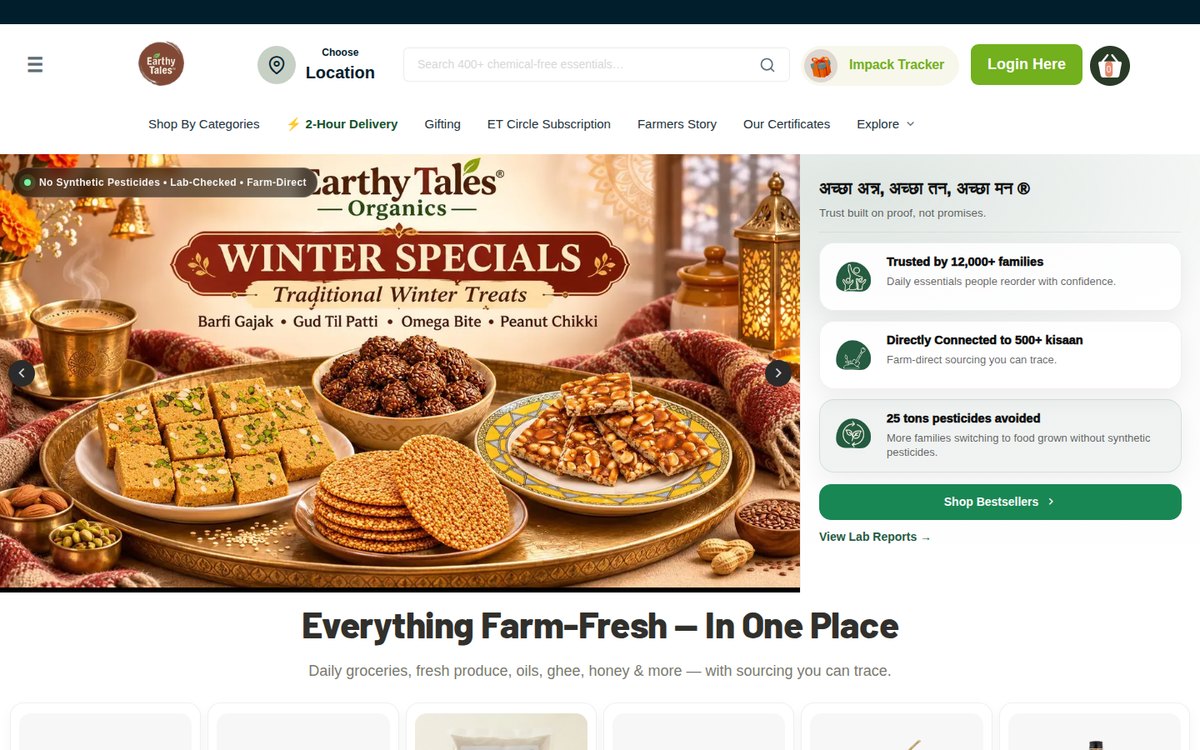 Earthy
Tales
Choose
Location
Search 400+ chemical-free essentials...
Impack Tracker
Login Here
Shop By Categories
⚡ 2-Hour Delivery
Gifting
ET Circle Subscription
Farmers Story
Our Certificates
Explore
No Synthetic Pesticides • Lab-Checked • Farm-Direct
Earthy Tales®
Organics
WINTER SPECIALS
Traditional Winter Treats
Barfi Gajak • Gud Til Patti • Omega Bite • Peanut Chikki
अच्छा अन्न, अच्छा तन, अच्छा मन ®
Trust built on proof, not promises.
Trusted by 12,000+ families
Daily essentials people reorder with confidence.
Directly Connected to 500+ kisaan
Farm-direct sourcing you can trace.
25 tons pesticides avoided
More families switching to food grown without synthetic
pesticides.
Shop Bestsellers
View Lab Reports →
Everything Farm-Fresh — In One Place
Daily groceries, fresh produce, oils, ghee, honey & more — with sourcing you can trace.